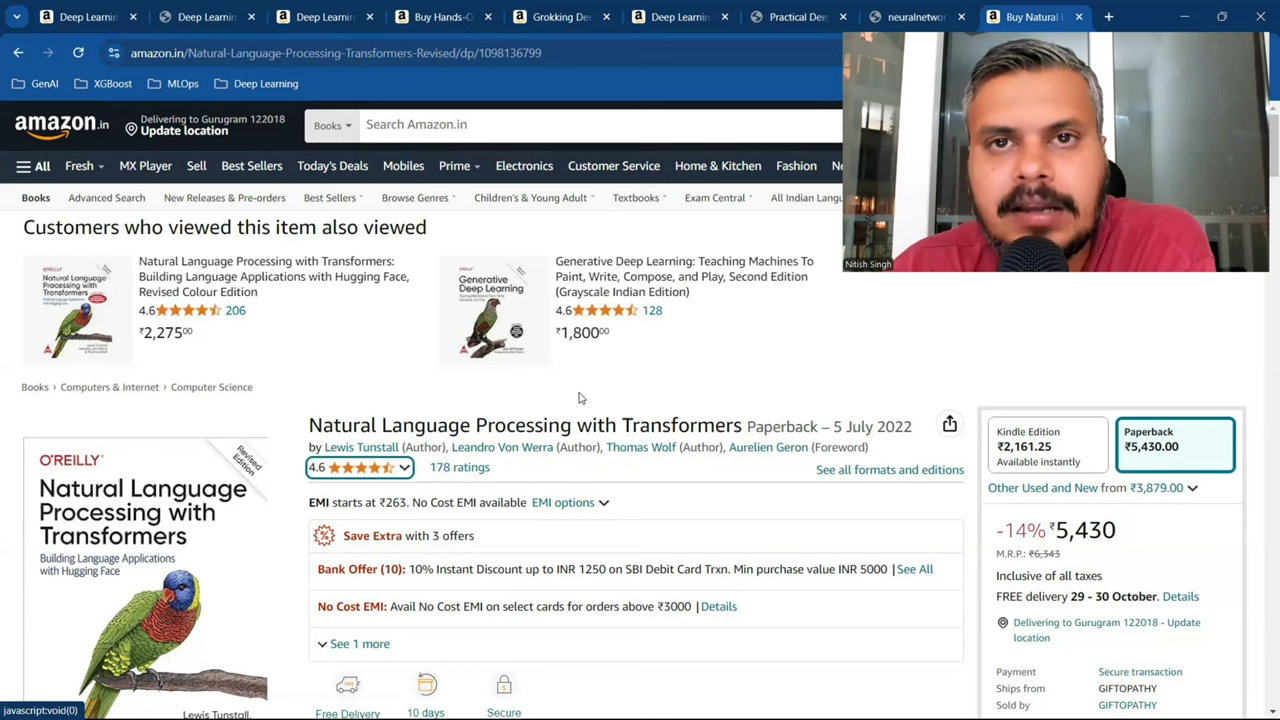 Deep Learnin
Deep Learnin
Deep Learnin
Buy Hands-O
Grokking De
Deep Learnin
Practical Dee
neuralnetwor
Buy Natural
amazon.in/Natural-Language-Processing-Transformers-Revised/dp/1098136799
GenAI
XGBoost
MLOps
Deep Learning
amazon.in
Delivering to Gurugram 122018
Update location
Books
Search Amazon.in
All
Fresh
MX Player
Sell
Best Sellers
Today's Deals
Mobiles
Prime
Electronics
Customer Service
Home & Kitchen
Fashion
Books
Advanced Search
New Releases & Pre-orders
Best Sellers
Browse Genres
Children's & Young Adult
Textbooks
Exam Central
All Indian Langu
Nitish Singh
Customers who viewed this item also viewed
O'REILLY
Natural Language
Processing with
Transformers
Natural Language Processing with Transformers:
Building Language Applications with Hugging Face,
Revised Colour Edition
4.6 206
₹2,275.00
O'REILLY
Generative
Deep Learning
Generative Deep Learning: Teaching Machines To
Paint, Write, Compose, and Play, Second Edition
(Grayscale Indian Edition)
4.6 128
₹1,800.00
Books › Computers & Internet › Computer Science
O'REILLY®
Revised
Edition
Natural Language
Processing with
Transformers
Building Language Applications
with Hugging Face
Lewis Tunstall,
Natural Language Processing with Transformers Paperback – 5 July 2022
by Lewis Tunstall (Author), Leandro Von Werra (Author), Thomas Wolf (Author), Aurelien Geron (Foreword)
4.6 178 ratings
See all formats and editions
EMI starts at ₹263. No Cost EMI available EMI options
Save Extra with 3 offers
Bank Offer (10): 10% Instant Discount up to INR 1250 on SBI Debit Card Trxn. Min purchase value INR 5000 | See All
No Cost EMI: Avail No Cost EMI on select cards for orders above ₹3000 | Details
See 1 more
Free Delivery
10 days
Secure
Kindle Edition
₹2,161.25
Available instantly
Paperback
₹5,430.00
Other Used and New from ₹3,879.00
-14% ₹5,430
M.R.P.: ₹6,343
Inclusive of all taxes
FREE delivery 29 - 30 October. Details
Delivering to Gurugram 122018 - Update
location
Payment Secure transaction
Ships from GIFTOPATHY
Sold by GIFTOPATHY
javascript:void(0)